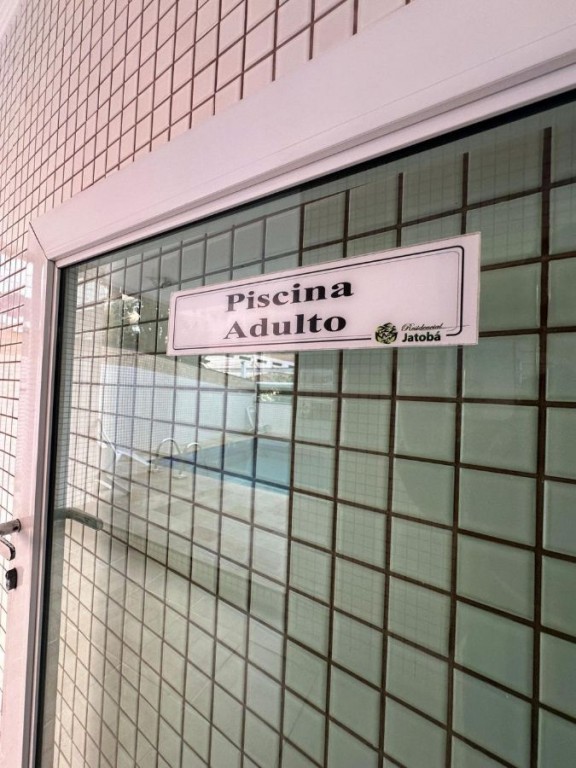 Piscina
Adulto
Residencial
Jatobá